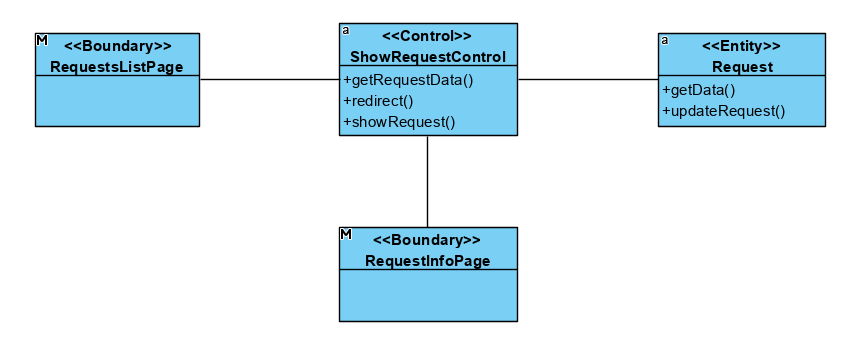 M
<<Boundary>>
RequestsListPage
a
<<Control>>
ShowRequestControl
+getRequestData()
+redirect()
+showRequest()
a
<<Entity>>
Request
+getData()
+updateRequest()
M
<<Boundary>>
RequestInfoPage